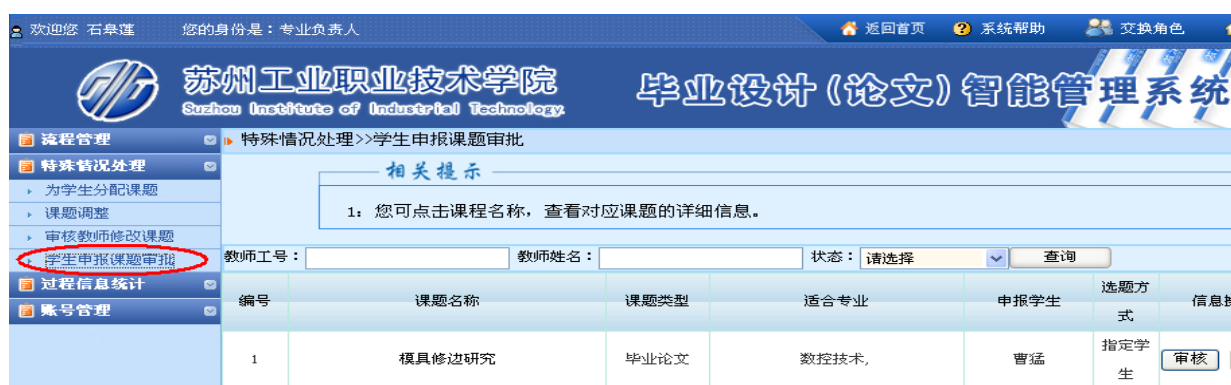 欢迎您 石皋莲 您的身份是：专业负责人 返回首页 系统帮助 交换角色
苏州工业职业技术学院 毕业设计(论文)智能管理系统
Suzhou Institute of Industrial Technology
流程管理
特殊情况处理>>学生申报课题审批
特殊情况处理
相关提示
为学生分配课题
课题调整
1：您可点击课程名称，查看对应课题的详细信息。
审核教师修改课题
学生申报课题审批
教师工号： 教师姓名： 状态： 请选择 查询
过程信息统计
账号管理
编号 课题名称 课题类型 适合专业 申报学生 选题方式 信息
1 模具修边研究 毕业论文 数控技术, 曹猛 指定学生 审核